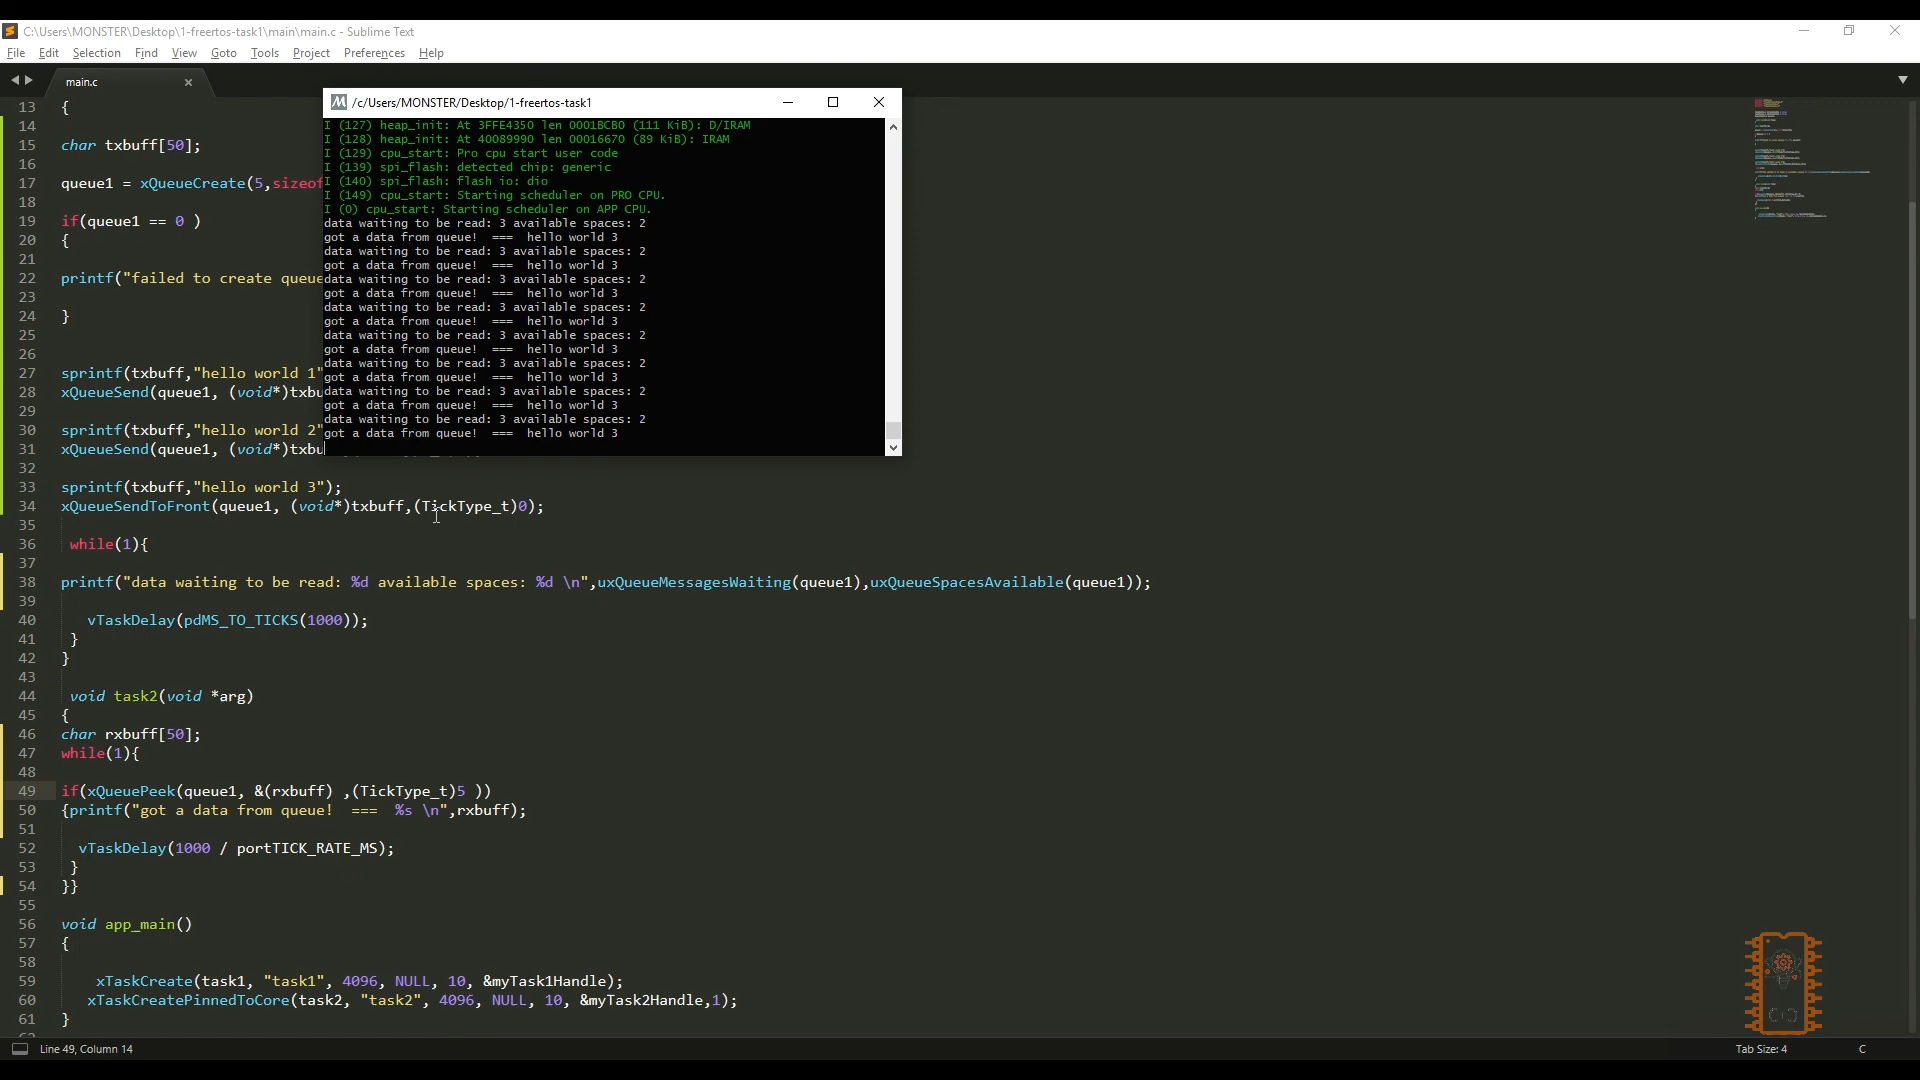 C:\Users\MONSTER\Desktop\1-freertos-task1\main\main.c - Sublime Text
File Edit Selection Find View Goto Tools Project Preferences Help
main.c
/c/Users/MONSTER/Desktop/1-freertos-task1
I (127) heap_init: At 3FFE4350 len 0001BCB0 (111 KiB): D/IRAM
I (128) heap_init: At 40089990 len 00016670 (89 KiB): IRAM
I (129) cpu_start: Pro cpu start user code
I (139) spi_flash: detected chip: generic
I (140) spi_flash: flash io: dio
I (149) cpu_start: Starting scheduler on PRO CPU.
I (0) cpu_start: Starting scheduler on APP CPU.
data waiting to be read: 3 available spaces: 2
got a data from queue!  ===  hello world 3
data waiting to be read: 3 available spaces: 2
got a data from queue!  ===  hello world 3
data waiting to be read: 3 available spaces: 2
got a data from queue!  ===  hello world 3
data waiting to be read: 3 available spaces: 2
got a data from queue!  ===  hello world 3
data waiting to be read: 3 available spaces: 2
got a data from queue!  ===  hello world 3
data waiting to be read: 3 available spaces: 2
got a data from queue!  ===  hello world 3
data waiting to be read: 3 available spaces: 2
got a data from queue!  ===  hello world 3
data waiting to be read: 3 available spaces: 2
got a data from queue!  ===  hello world 3
13 {
14
15 char txbuff[50];
16
17 queue1 = xQueueCreate(5,sizeof
18
19 if(queue1 == 0 )
20 {
21
22 printf("failed to create queue
23
24 }
25
26
27 sprintf(txbuff,"hello world 1"
28 xQueueSend(queue1, (void*)txbu
29
30 sprintf(txbuff,"hello world 2"
31 xQueueSend(queue1, (void*)txbu
32
33 sprintf(txbuff,"hello world 3");
34 xQueueSendToFront(queue1, (void*)txbuff,(TickType_t)0);
35
36 while(1){
37
38 printf("data waiting to be read: %d available spaces: %d \n",uxQueueMessagesWaiting(queue1),uxQueueSpacesAvailable(queue1));
39
40 vTaskDelay(pdMS_TO_TICKS(1000));
41 }
42 }
43
44 void task2(void *arg)
45 {
46 char rxbuff[50];
47 while(1){
48
49 if(xQueuePeek(queue1, &(rxbuff) ,(TickType_t)5 ))
50 {printf("got a data from queue!  ===  %s \n",rxbuff);
51
52 vTaskDelay(1000 / portTICK_RATE_MS);
53 }
54 }}
55
56 void app_main()
57 {
58
59 xTaskCreate(task1, "task1", 4096, NULL, 10, &myTask1Handle);
60 xTaskCreatePinnedToCore(task2, "task2", 4096, NULL, 10, &myTask2Handle,1);
61 }
Line 49, Column 14
Tab Size: 4
C